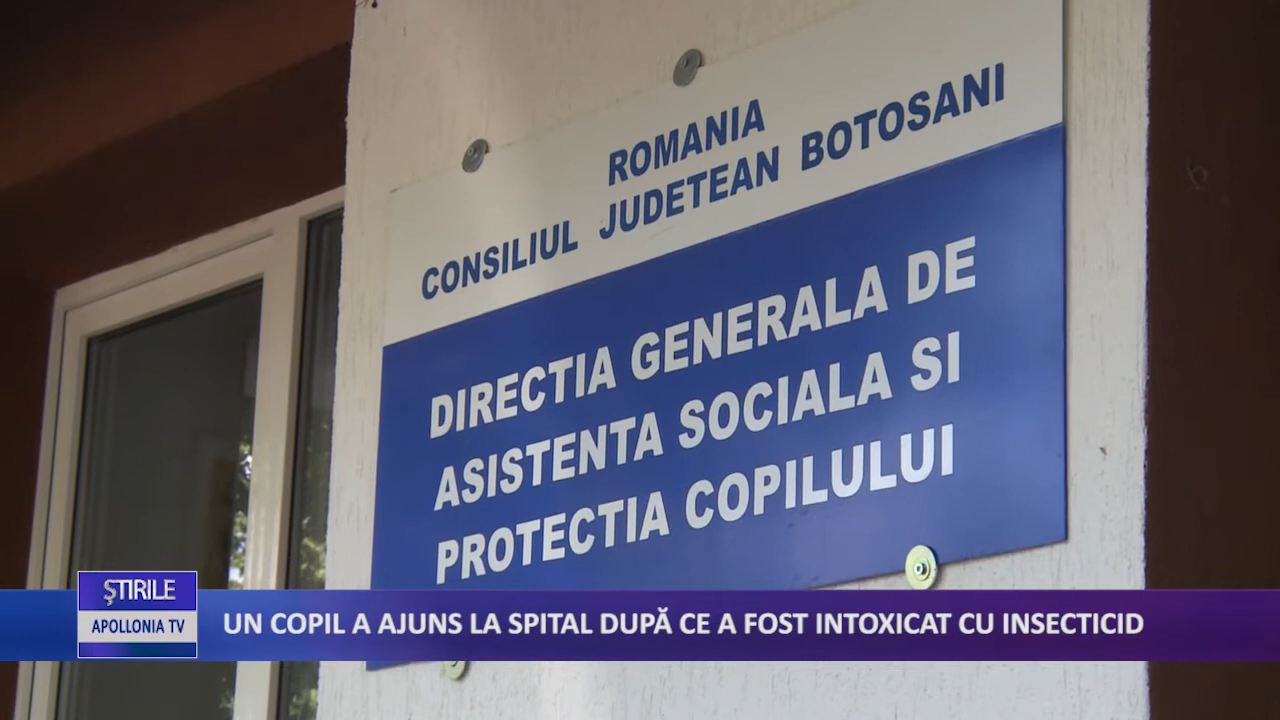 ROMANIA
CONSILIUL JUDETEAN BOTOSANI
DIRECTIA GENERALA DE
ASISTENTA SOCIALA SI
PROTECTIA COPILULUI
ȘTIRILE
APOLLONIA TV
UN COPIL A AJUNS LA SPITAL DUPĂ CE A FOST INTOXICAT CU INSECTICID